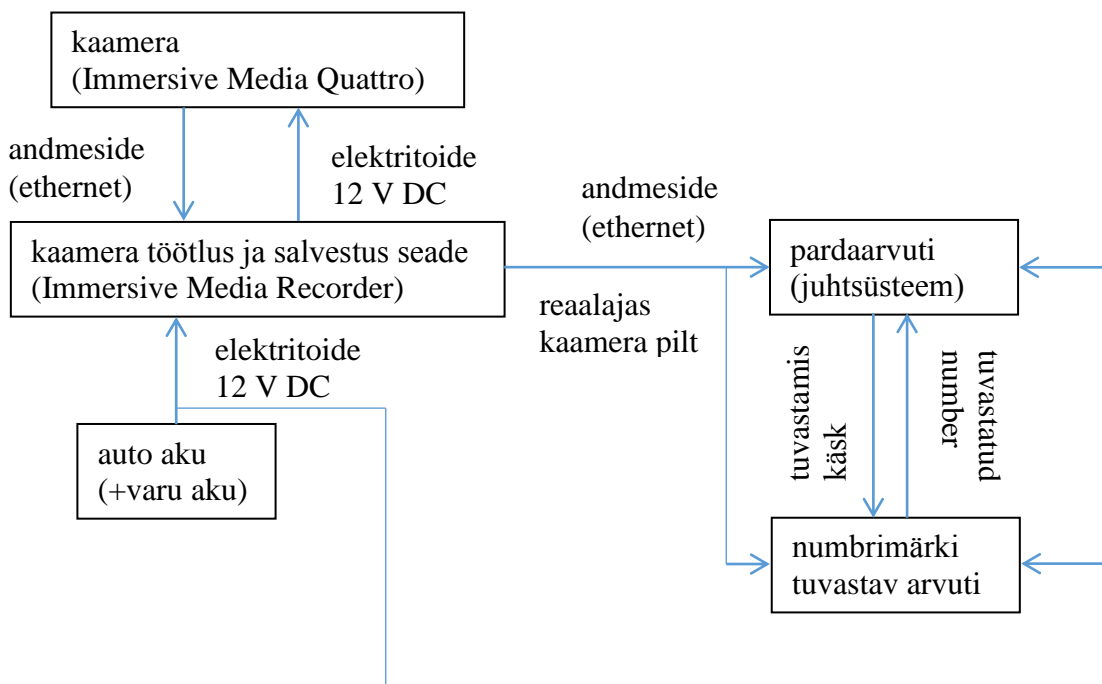 kaamera
(Immersive Media Quattro)
andmeside
(ethernet)
elektritoide
12 V DC
kaamera töötlus ja salvestus seade
(Immersive Media Recorder)
andmeside
(ethernet)
reaalajas
kaamera pilt
pardaarvuti
(juhtsüsteem)
elektritoide
12 V DC
auto aku
(+varu aku)
tuvastamis
käsk
tuvastatud
number
numbrimärki
tuvastav arvuti